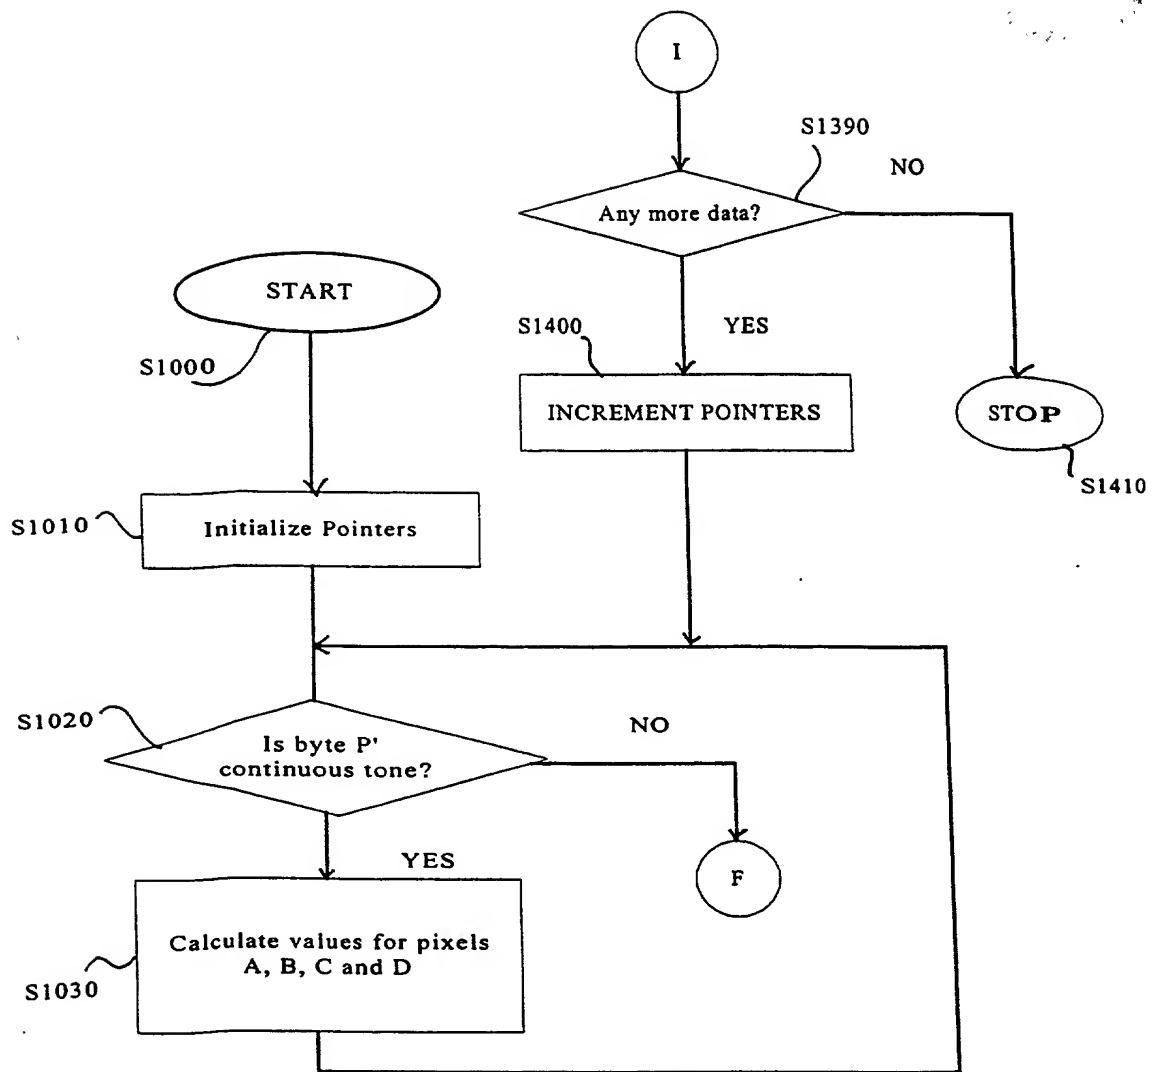 I
S1390
NO
Any more data?
START
S1400
YES
S1000
INCREMENT POINTERS
STOP
S1410
S1010
Initialize Pointers
S1020
NO
Is byte P'
continuous tone?
YES
F
Calculate values for pixels
A, B, C and D
S1030